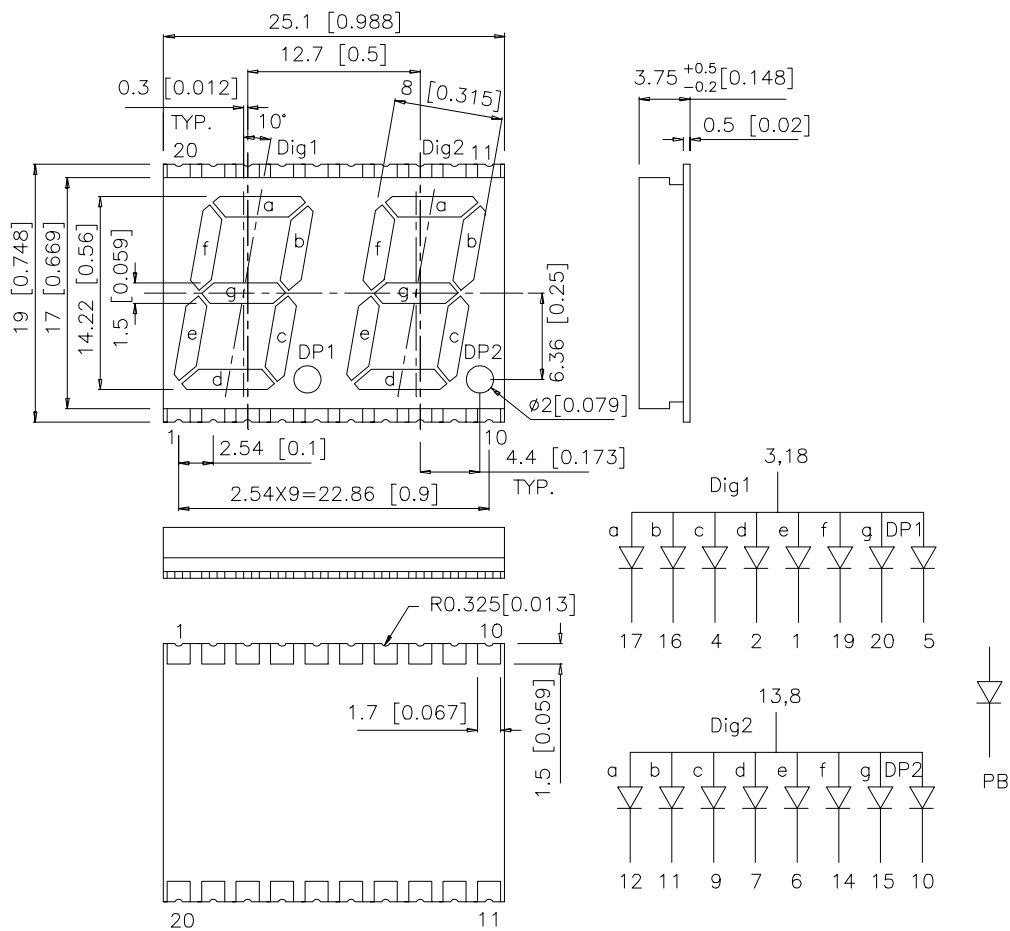 25.1 [0.988]
12.7 [0.5]
0.3 [0.012]
TYP.
10°
8 [0.315]
3.75 +0.5 -0.2 [0.148]
0.5 [0.02]
20
Dig1
Dig2
11
a
b
f
g
e
c
d
DP1
a
b
f
g
e
c
d
DP2
19 [0.748]
17 [0.669]
14.22 [0.56]
1.5 [0.059]
6.36 [0.25]
ø2[0.079]
1
10
2.54 [0.1]
4.4 [0.173]
TYP.
2.54X9=22.86 [0.9]
R0.325[0.013]
1
10
1.7 [0.067]
1.5 [0.059]
20
11
3,18
Dig1
a b c d e f g DP1
17 16 4 2 1 19 20 5
13,8
Dig2
a b c d e f g DP2
12 11 9 7 6 14 15 10
PB